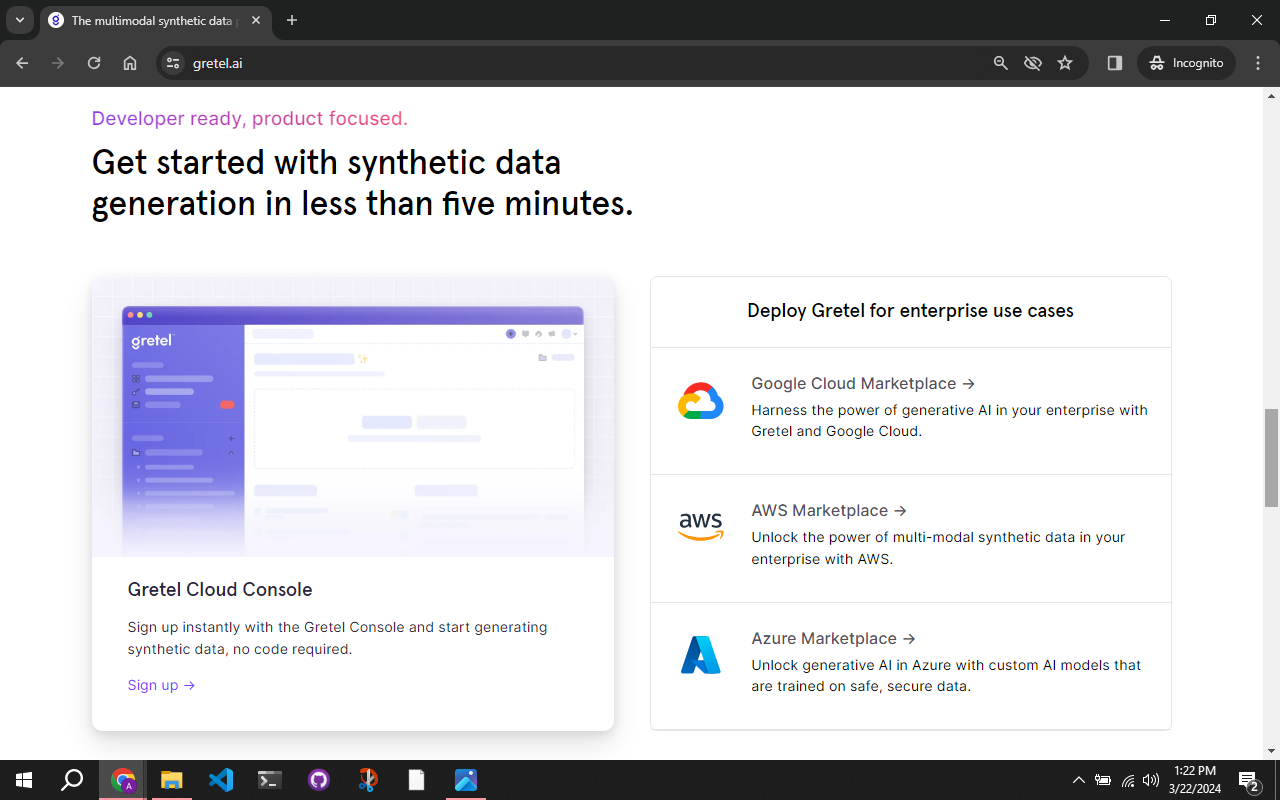 The multimodal synthetic data
gretel.ai
Incognito
Developer ready, product focused.
Get started with synthetic data
generation in less than five minutes.
gretel
Gretel Cloud Console
Sign up instantly with the Gretel Console and start generating
synthetic data, no code required.
Sign up →
Deploy Gretel for enterprise use cases
Google Cloud Marketplace →
Harness the power of generative AI in your enterprise with
Gretel and Google Cloud.
aws
AWS Marketplace →
Unlock the power of multi-modal synthetic data in your
enterprise with AWS.
Azure Marketplace →
Unlock generative AI in Azure with custom AI models that
are trained on safe, secure data.
A
1:22 PM
3/22/2024
2